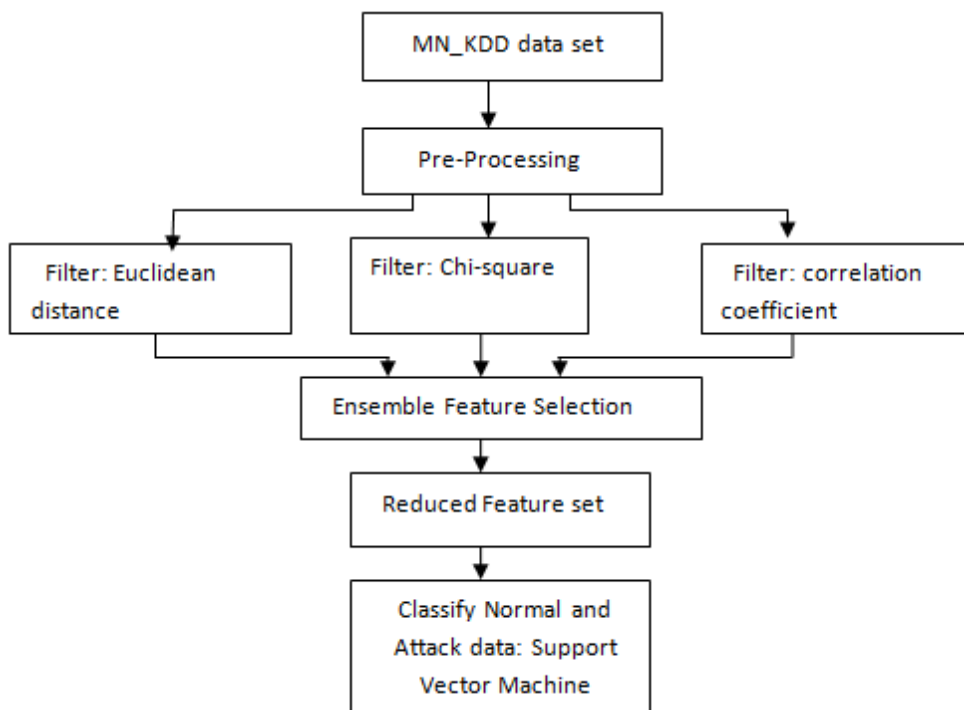 MN_KDD data set
Pre-Processing
Filter: Euclidean
distance
Filter: Chi-square
Filter: correlation
coefficient
Ensemble Feature Selection
Reduced Feature set
Classify Normal and
Attack data: Support
Vector Machine